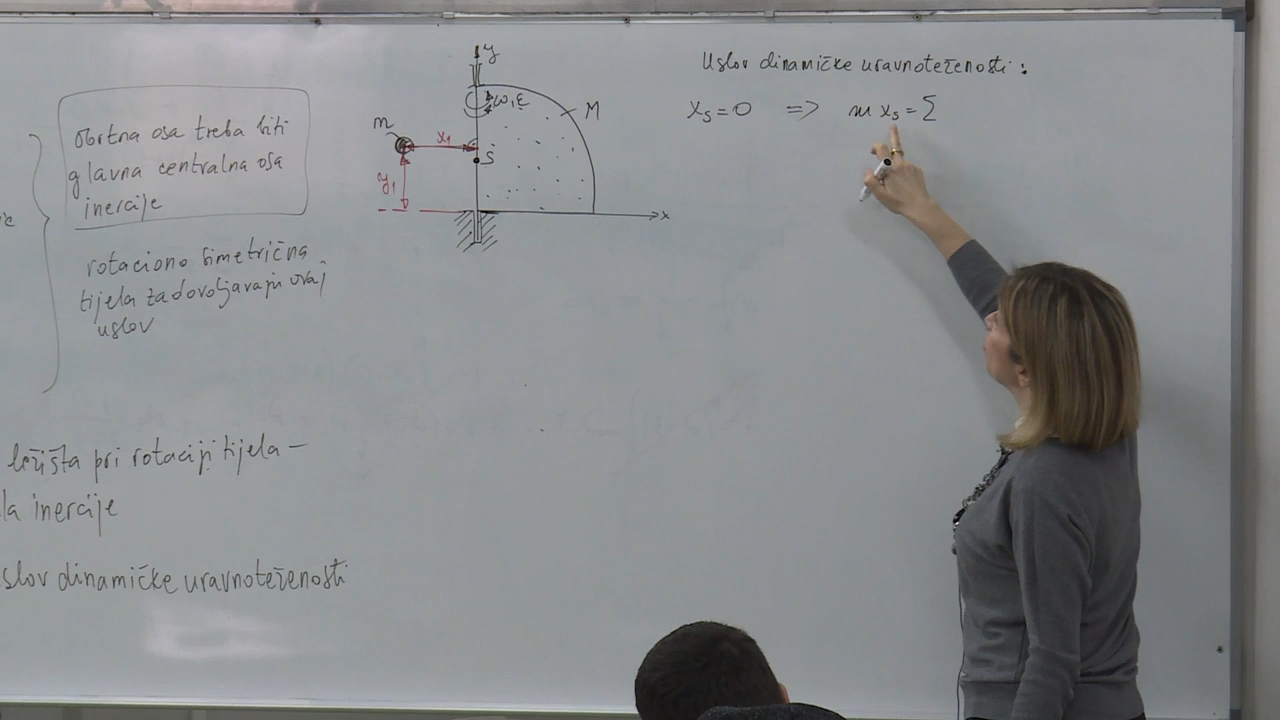 obrtna osa treba biti
glavna centralna osa
inercije
rotaciono simetrična
tijela zadovoljavaju ovaj
uslov
ležišta pri rotaciji tijela –
la inercije
slov dinamičke uravnoteženosti
y
ω, ε
M
m
x₁
S
y₁
x
Uslov dinamičke uravnoteženosti:
xₛ = 0 => m xₛ = Σ